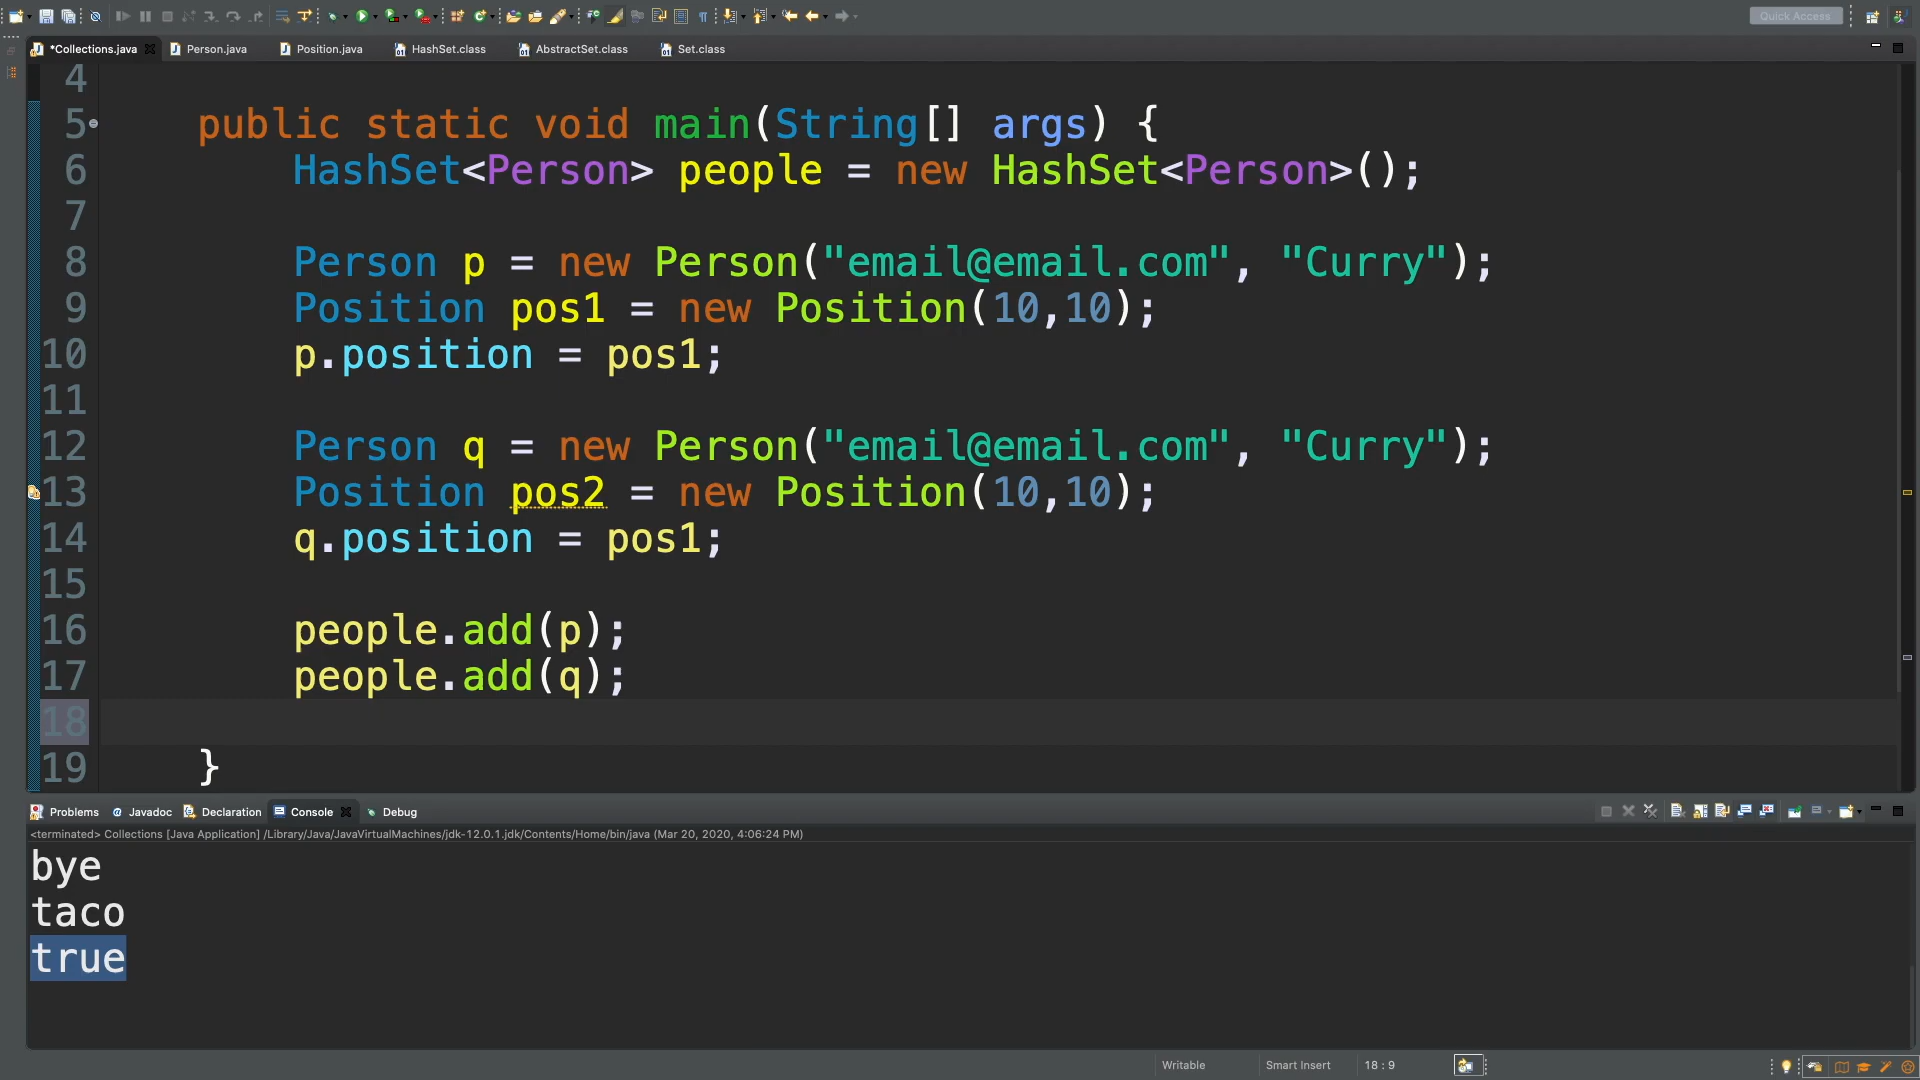 Quick Access
*Collections.java
Person.java
Position.java
HashSet.class
AbstractSet.class
Set.class
4
5 public static void main(String[] args) {
6 HashSet<Person> people = new HashSet<Person>();
7
8 Person p = new Person("email@email.com", "Curry");
9 Position pos1 = new Position(10,10);
10 p.position = pos1;
11
12 Person q = new Person("email@email.com", "Curry");
13 Position pos2 = new Position(10,10);
14 q.position = pos1;
15
16 people.add(p);
17 people.add(q);
18
19 }
Problems @ Javadoc Declaration Console Debug
<terminated> Collections [Java Application] /Library/Java/JavaVirtualMachines/jdk-12.0.1.jdk/Contents/Home/bin/java (Mar 20, 2020, 4:06:24 PM)
bye
taco
true
Writable Smart Insert 18 : 9